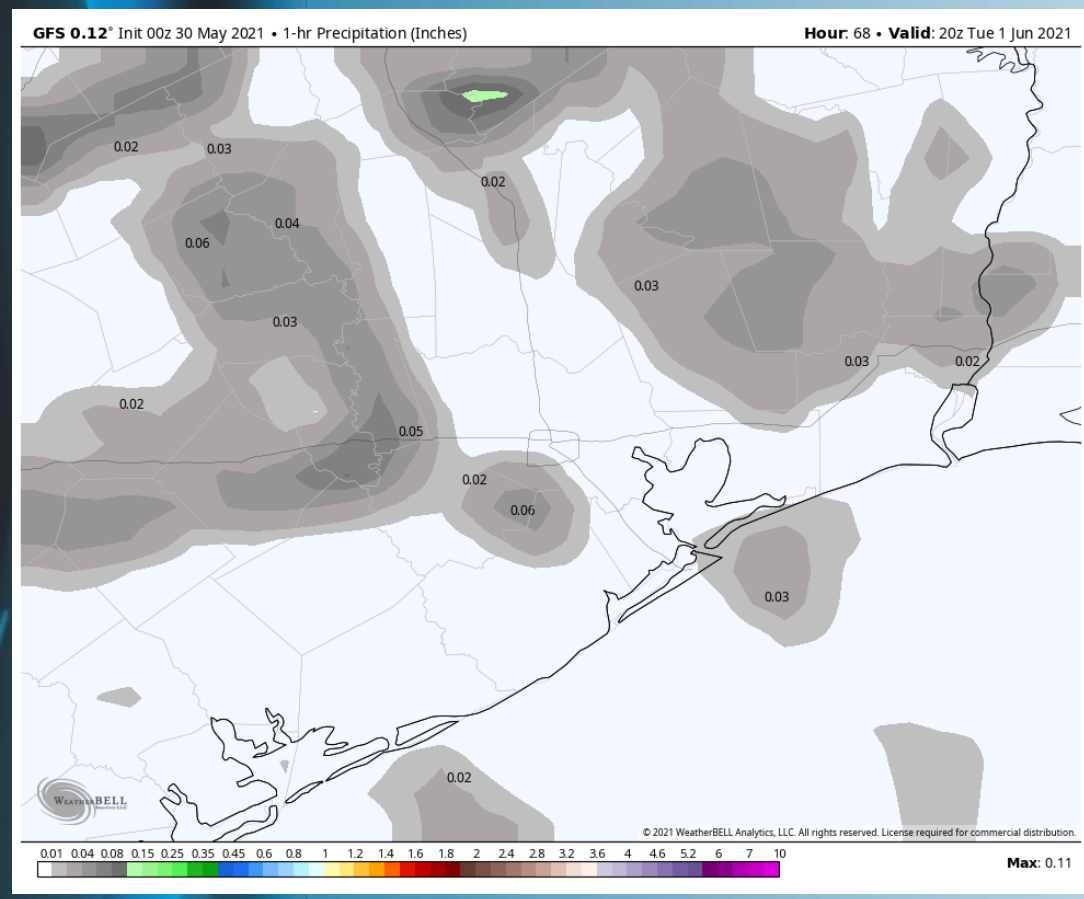 GFS 0.12° Init 00z 30 May 2021 • 1-hr Precipitation (Inches)
Hour: 68 • Valid: 20z Tue 1 Jun 2021
0.02
0.03
0.02
0.04
0.06
0.03
0.03
0.03
0.02
0.02
0.05
0.02
0.06
0.03
0.02
WEATHERBELL
© 2021 WeatherBELL Analytics, LLC. All rights reserved. License required for commercial distribution.
0.01 0.04 0.08 0.15 0.25 0.35 0.45 0.6 0.8 1 1.2 1.4 1.6 1.8 2 2.4 2.8 3.2 3.6 4 4.6 5.2 6 7 10
Max: 0.11